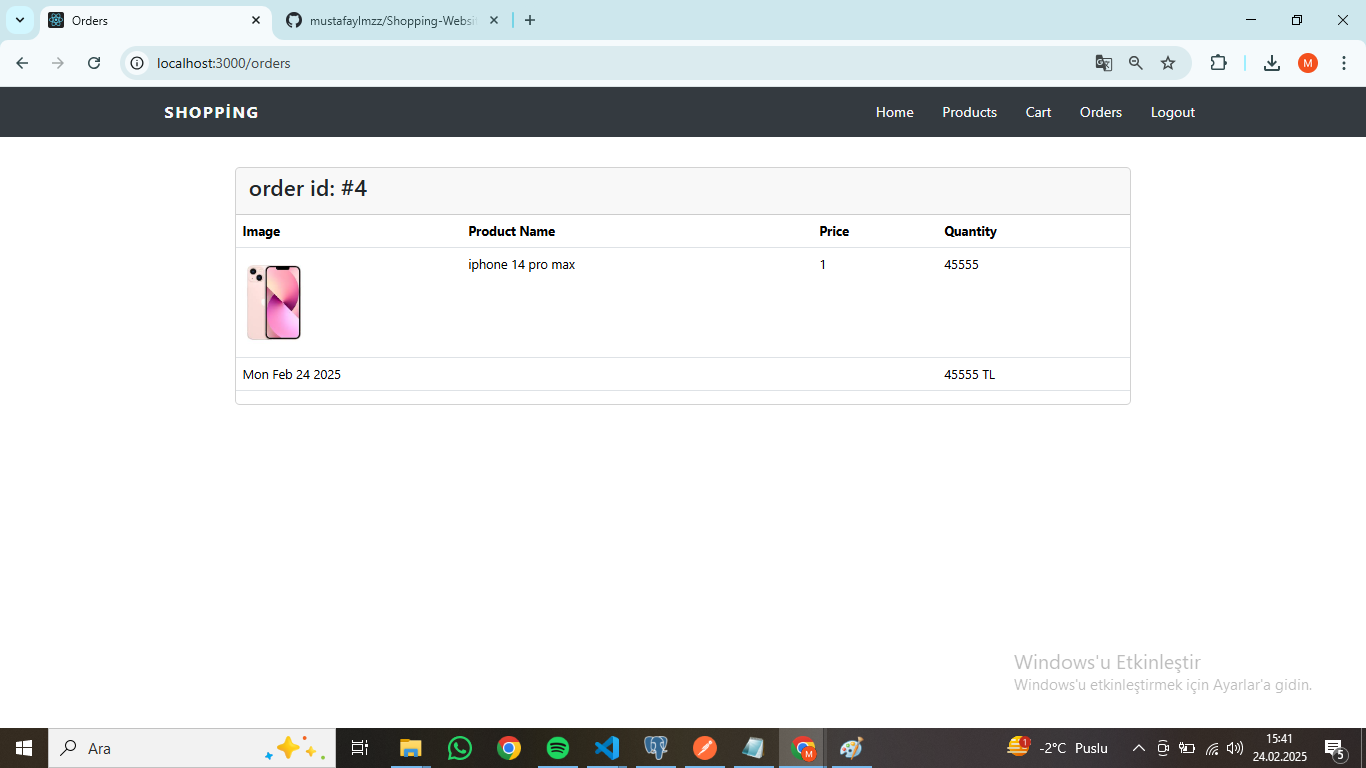 Orders
mustafaylmzz/Shopping-Websi
localhost:3000/orders
M
SHOPPİNG
Home Products Cart Orders Logout
order id: #4
Image Product Name Price Quantity
iphone 14 pro max 1 45555
Mon Feb 24 2025 45555 TL
Windows'u Etkinleştir
Windows'u etkinleştirmek için Ayarlar'a gidin.
Ara
M
1
-2°C Puslu
15:41
24.02.2025
5